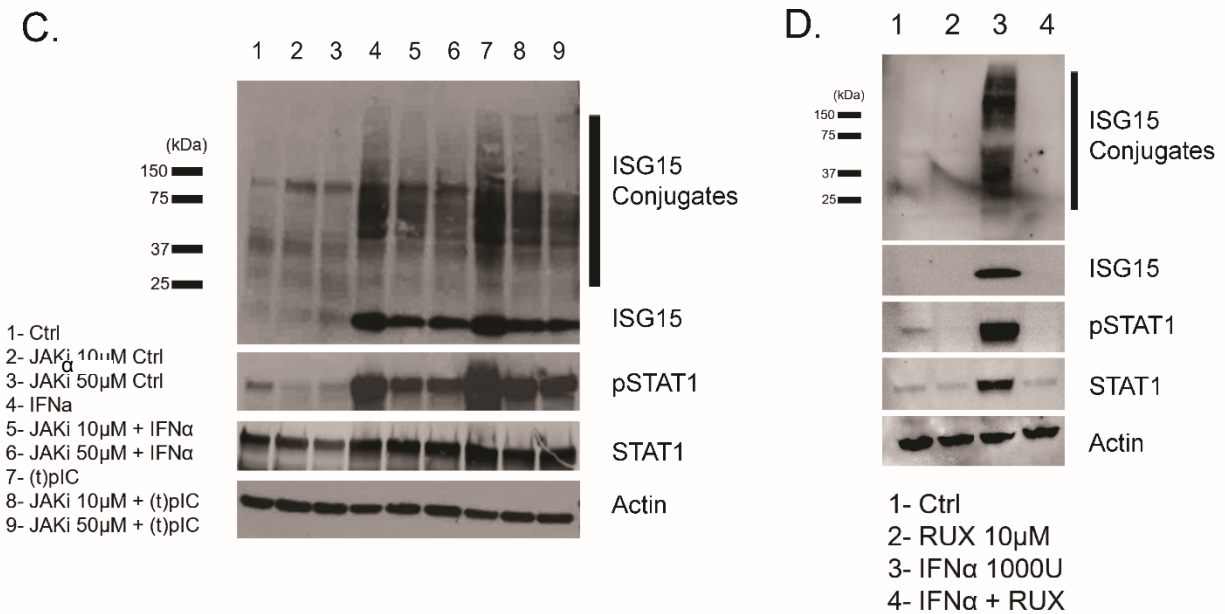 C.
1 2 3 4 5 6 7 8 9
(kDa)
150
75
37
25
ISG15
Conjugates
ISG15
pSTAT1
STAT1
Actin
1- Ctrl
2- JAKi 10µM Ctrl
α
3- JAKi 50µM Ctrl
4- IFNa
5- JAKi 10µM + IFNα
6- JAKi 50µM + IFNα
7- (t)pIC
8- JAKi 10µM + (t)pIC
9- JAKi 50µM + (t)pIC
D.
1 2 3 4
(kDa)
150
75
37
25
ISG15
Conjugates
ISG15
pSTAT1
STAT1
Actin
1- Ctrl
2- RUX 10µM
3- IFNα 1000U
4- IFNα + RUX